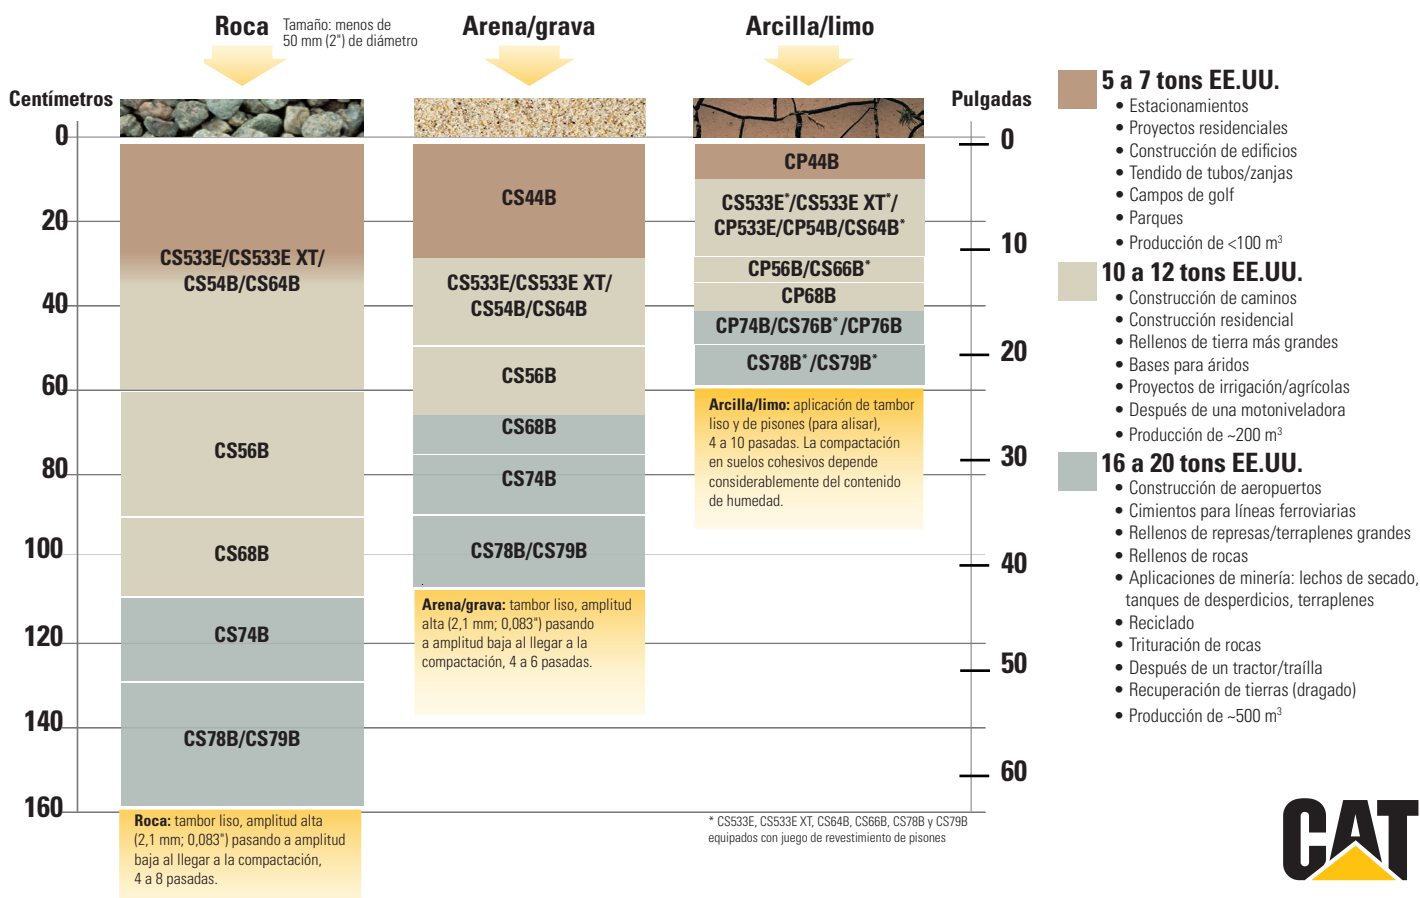 Roca
Tamaño: menos de
50 mm (2") de diámetro
Arena/grava
Arcilla/limo
Centímetros
Pulgadas
0
20
40
60
80
100
120
140
160
CS533E/CS533E XT/
CS54B/CS64B
CS56B
CS68B
CS74B
CS78B/CS79B
Roca: tambor liso, amplitud alta
(2,1 mm; 0,083") pasando a amplitud
baja al llegar a la compactación,
4 a 8 pasadas.
CS44B
CS533E/CS533E XT/
CS54B/CS64B
CS56B
CS68B
CS74B
CS78B/CS79B
Arena/grava: tambor liso, amplitud
alta (2,1 mm; 0,083") pasando
a amplitud baja al llegar a la
compactación, 4 a 6 pasadas.
CP44B
CS533E*/CS533E XT*/
CP533E/CP54B/CS64B*
CP56B/CS66B*
CP68B
CP74B/CS76B*/CP76B
CS78B*/CS79B*
Arcilla/limo: aplicación de tambor
liso y de pisones (para alisar),
4 a 10 pasadas. La compactación
en suelos cohesivos depende
considerablemente del contenido
de humedad.
* CS533E, CS533E XT, CS64B, CS66B, CS78B y CS79B
equipados con juego de revestimiento de pisones
0
10
20
30
40
50
60
5 a 7 tons EE.UU.
• Estacionamientos
• Proyectos residenciales
• Construcción de edificios
• Tendido de tubos/zanjas
• Campos de golf
• Parques
• Producción de <100 m³
10 a 12 tons EE.UU.
• Construcción de caminos
• Construcción residencial
• Rellenos de tierra más grandes
• Bases para áridos
• Proyectos de irrigación/agrícolas
• Después de una motoniveladora
• Producción de ~200 m³
16 a 20 tons EE.UU.
• Construcción de aeropuertos
• Cimientos para líneas ferroviarias
• Rellenos de represas/terraplenes grandes
• Rellenos de rocas
• Aplicaciones de minería: lechos de secado,
tanques de desperdicios, terraplenes
• Reciclado
• Trituración de rocas
• Después de un tractor/traílla
• Recuperación de tierras (dragado)
• Producción de ~500 m³
CAT